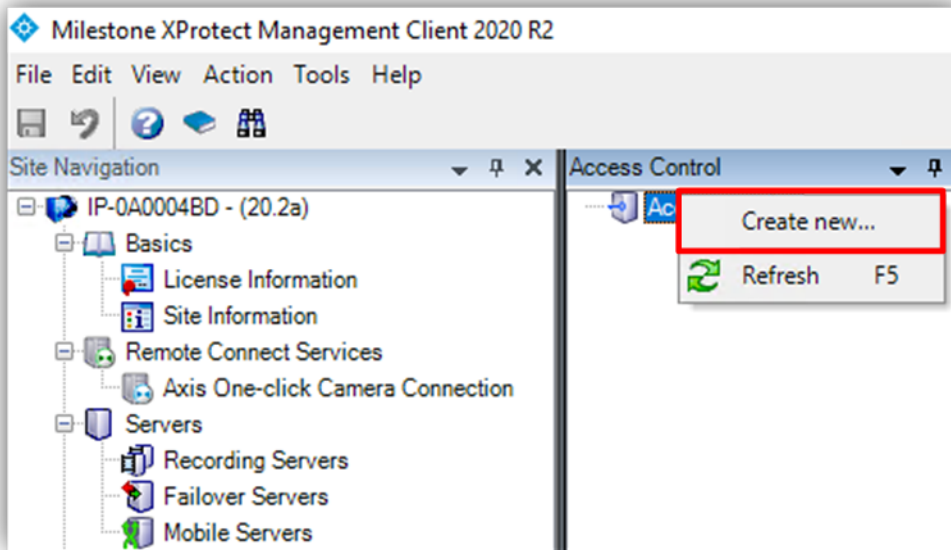 Milestone XProtect Management Client 2020 R2
File Edit View Action Tools Help
Site Navigation
IP-0A0004BD - (20.2a)
Basics
License Information
Site Information
Remote Connect Services
Axis One-click Camera Connection
Servers
Recording Servers
Failover Servers
Mobile Servers
Access Control
Create new...
Refresh F5